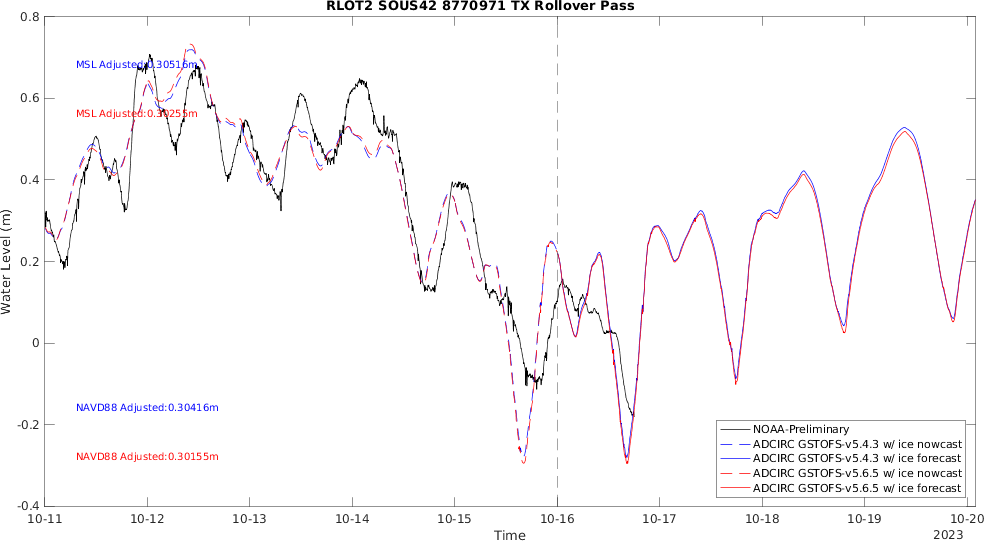 RLOT2 SOUS42 8770971 TX Rollover Pass
0.8
MSL Adjusted:0.30516m
0.6
MSL Adjusted:0.30255m
0.4
Water Level (m)
0.2
0
NAVD88 Adjusted:0.30416m
-0.2
NAVD88 Adjusted:0.30155m
-0.4
NOAA-Preliminary
ADCIRC GSTOFS-v5.4.3 w/ ice nowcast
ADCIRC GSTOFS-v5.4.3 w/ ice forecast
ADCIRC GSTOFS-v5.6.5 w/ ice nowcast
ADCIRC GSTOFS-v5.6.5 w/ ice forecast
10-11 10-12 10-13 10-14 10-15 10-16 10-17 10-18 10-19 10-20
Time
2023